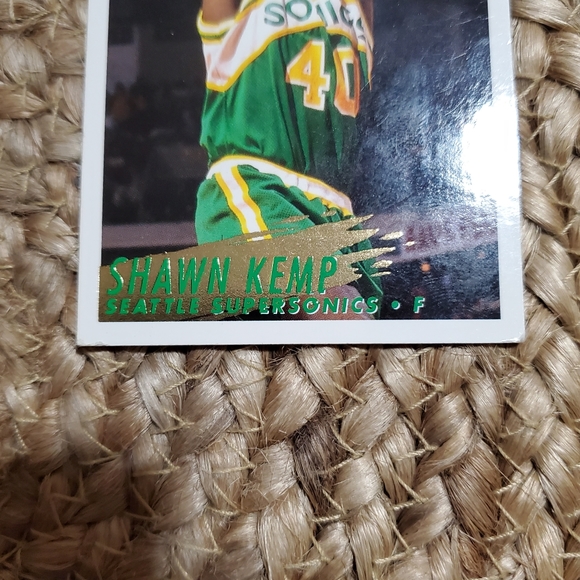 SONICS
40
SHAWN KEMP
SEATTLE SUPERSONICS • F